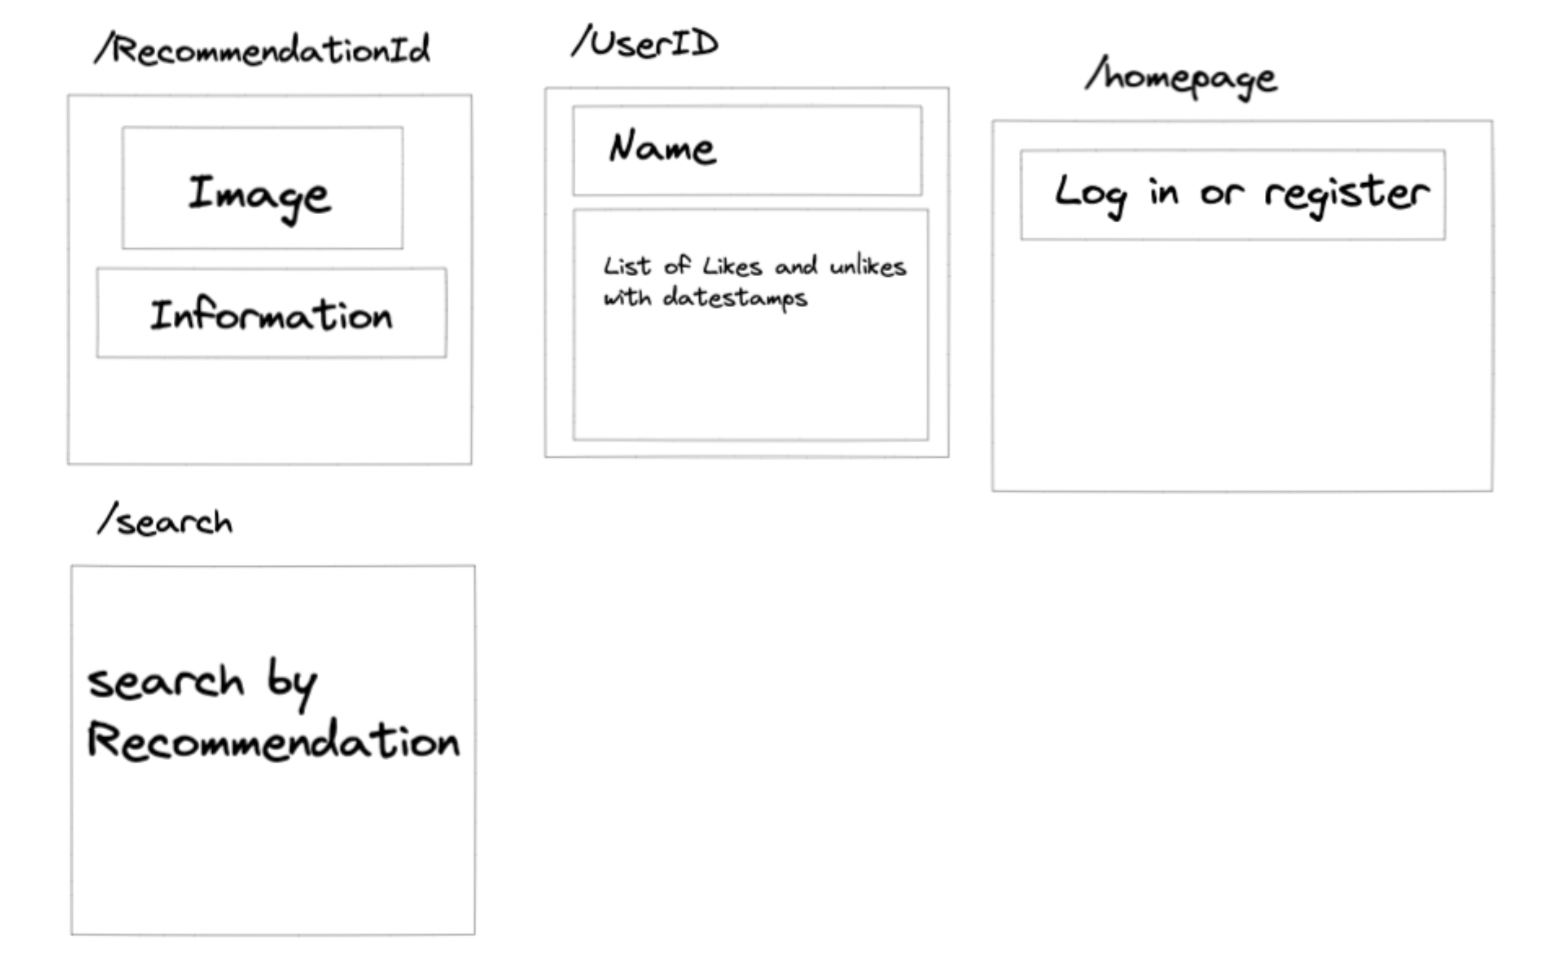 /RecommendationId
Image
Information
/UserID
Name
List of Likes and unlikes
with datestamps
/homepage
Log in or register
/search
search by
Recommendation